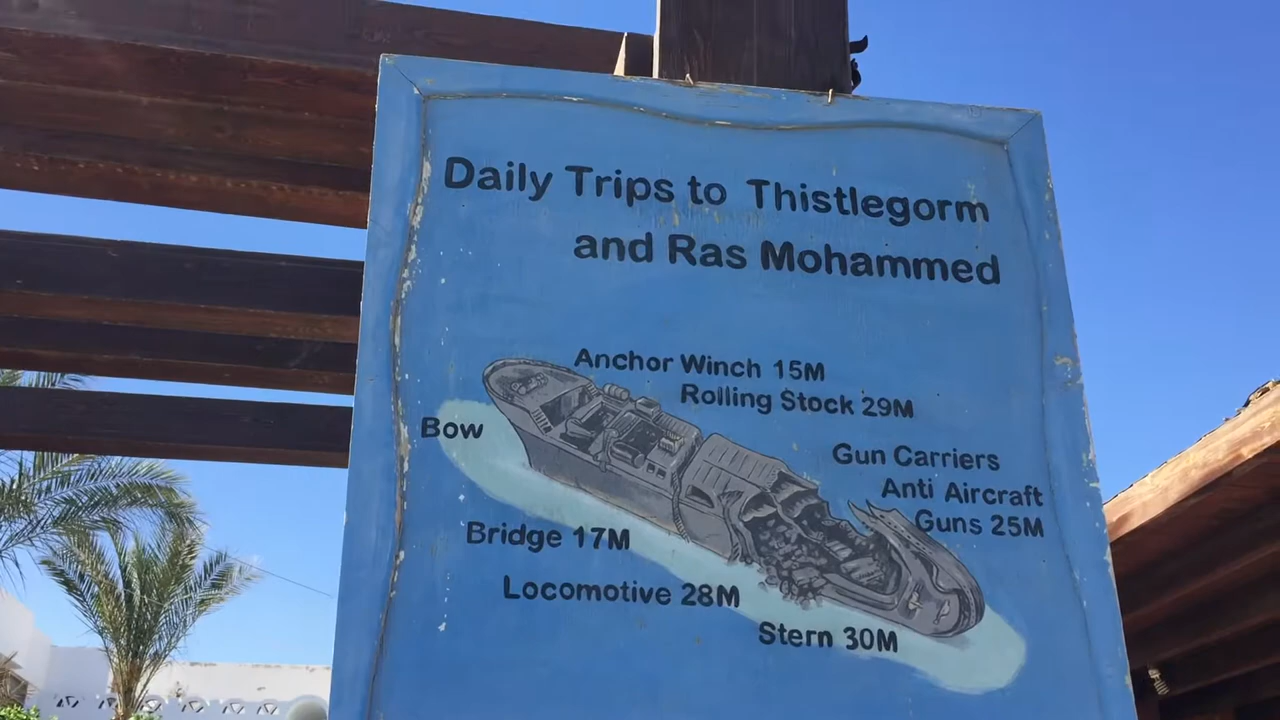 Daily Trips to Thistlegorm
and Ras Mohammed
Anchor Winch 15M
Rolling Stock 29M
Bow
Gun Carriers
Anti Aircraft
Guns 25M
Bridge 17M
Locomotive 28M
Stern 30M